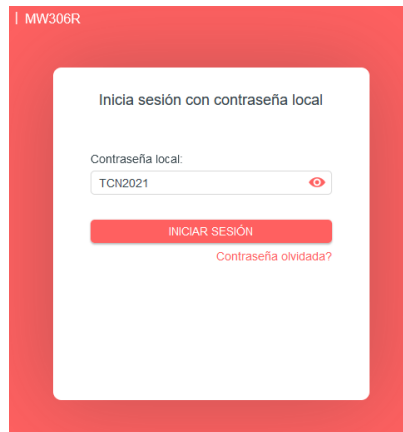 | MW306R
Inicia sesión con contraseña local
Contraseña local:
TCN2021
INICIAR SESIÓN
Contraseña olvidada?